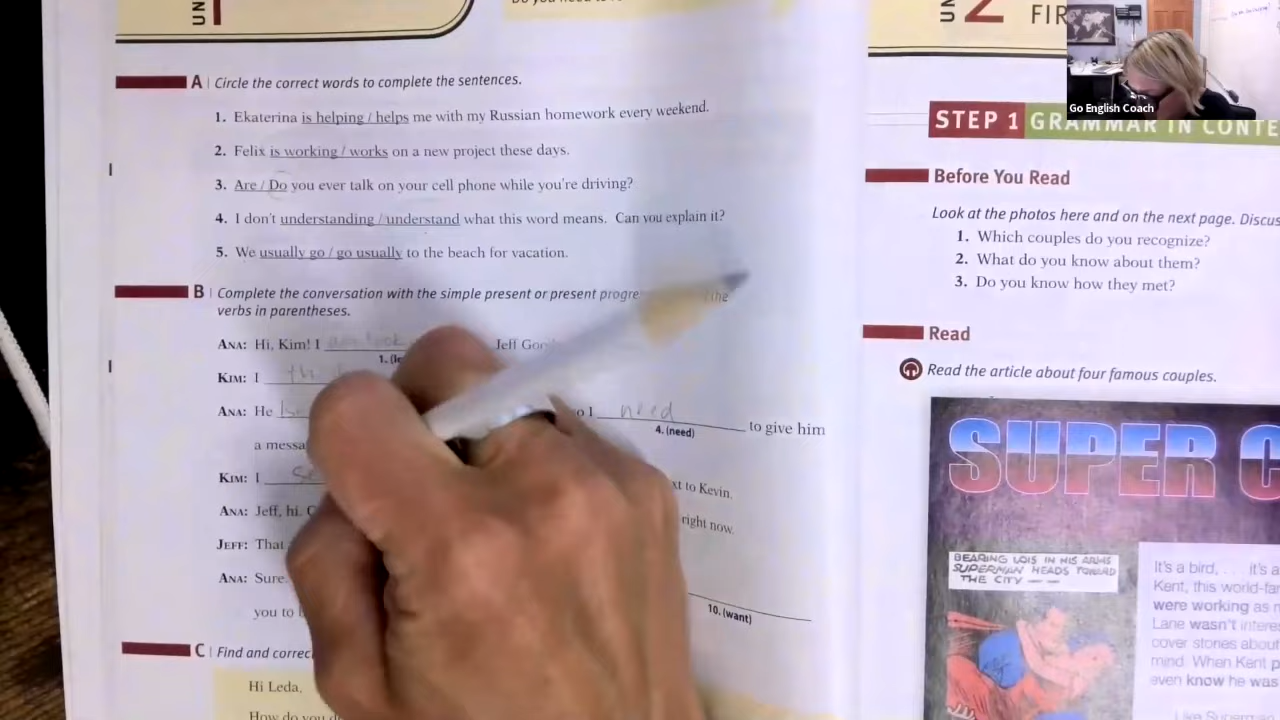 UN
A | Circle the correct words to complete the sentences.
1. Ekaterina is helping / helps me with my Russian homework every weekend.
2. Felix is working / works on a new project these days.
3. Are / Do you ever talk on your cell phone while you're driving?
4. I don't understanding / understand what this word means. Can you explain it?
5. We usually go / go usually to the beach for vacation.
B | Complete the conversation with the simple present or present progre the
verbs in parentheses.
ANA: Hi, Kim! I Jeff
1.
KIM: I
ANA: He I need to give him
4. (need)
a messa
KIM: I xt to Kevin.
ANA: Jeff, hi. right now.
JEFF: That
ANA: Sure.
10. (want)
you to
C | Find and correc
Hi Leda,
How do you
UN 2 FIR
Go English Coach
STEP 1 GRAMMAR IN CONTE
Before You Read
Look at the photos here and on the next page. Discus
1. Which couples do you recognize?
2. What do you know about them?
3. Do you know how they met?
Read
Read the article about four famous couples.
SUPER C
BEARING LOIS IN HIS ARMS
SUPERMAN HEADS TOWARD
THE CITY
It's a bird, . . . it's a
Kent, this world-fa
were working as
Lane wasn't interes
cover stories about
mind. When Kent p
even know he was
Like Superman